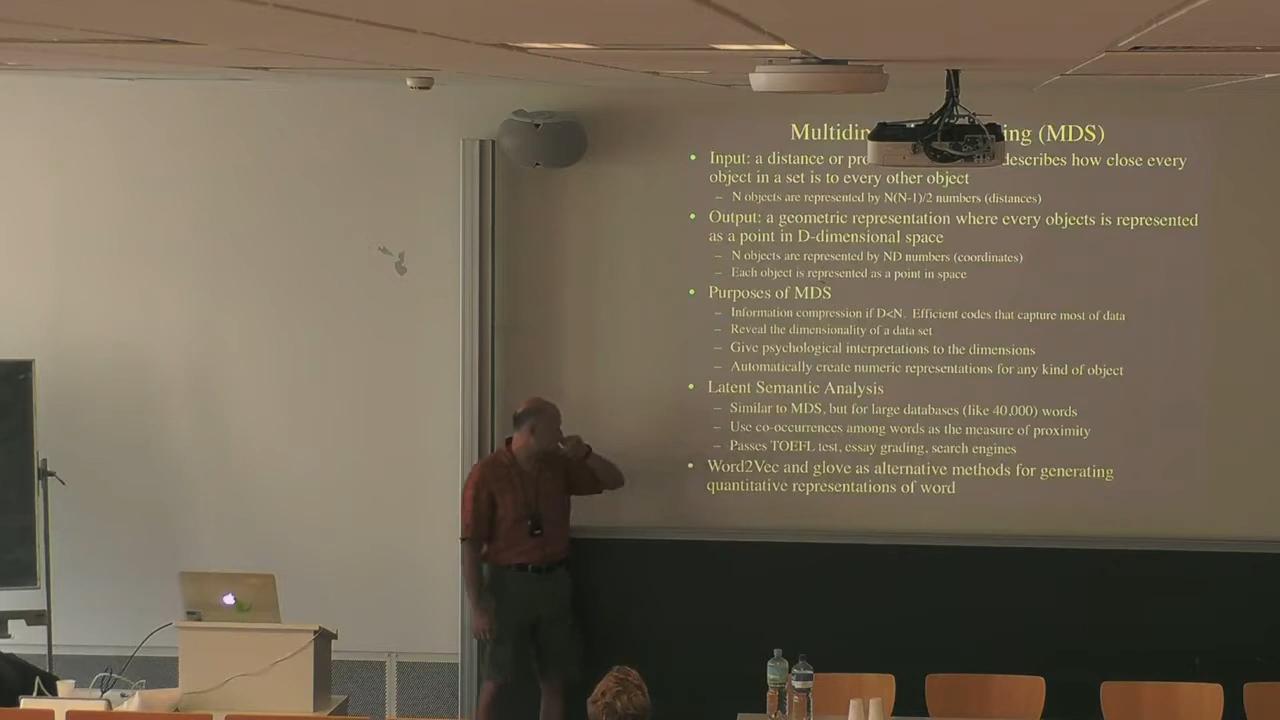 Multidim ing (MDS)
• Input: a distance or pro describes how close every
object in a set is to every other object
– N objects are represented by N(N-1)/2 numbers (distances)
• Output: a geometric representation where every objects is represented
as a point in D-dimensional space
– N objects are represented by ND numbers (coordinates)
– Each object is represented as a point in space
• Purposes of MDS
– Information compression if D<N. Efficient codes that capture most of data
– Reveal the dimensionality of a data set
– Give psychological interpretations to the dimensions
– Automatically create numeric representations for any kind of object
• Latent Semantic Analysis
– Similar to MDS, but for large databases (like 40,000) words
– Use co-occurrences among words as the measure of proximity
– Passes TOEFL test, essay grading, search engines
• Word2Vec and glove as alternative methods for generating
quantitative representations of word